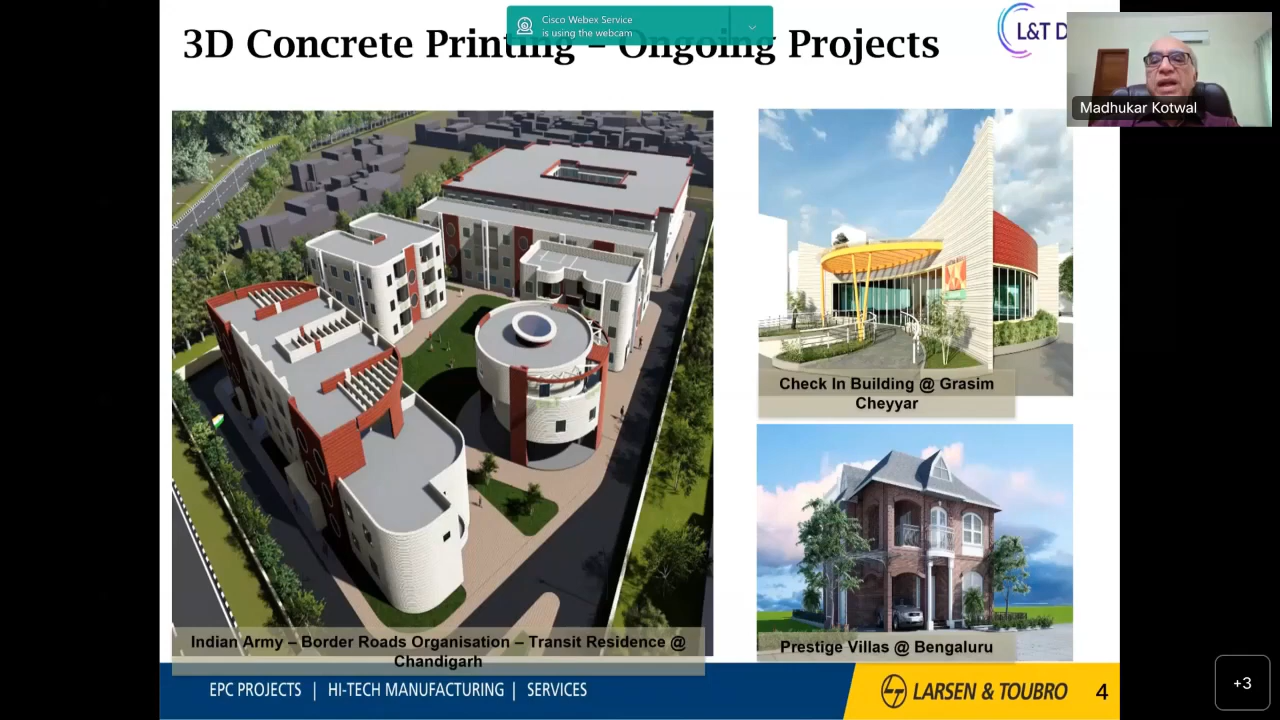 Cisco Webex Service
is using the webcam
3D Concrete Printing – Ongoing Projects
L&T D
Madhukar Kotwal
Check In Building @ Grasim
Cheyyar
Indian Army – Border Roads Organisation – Transit Residence @
Chandigarh
Prestige Villas @ Bengaluru
EPC PROJECTS | HI-TECH MANUFACTURING | SERVICES
LARSEN & TOUBRO
4
+3